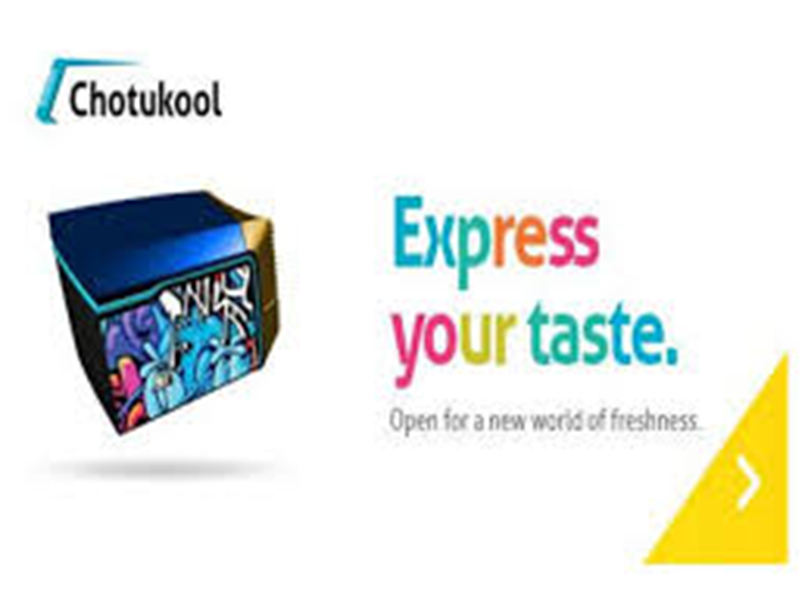 Chotukool
Express
your taste.
Open for a new world of freshness.